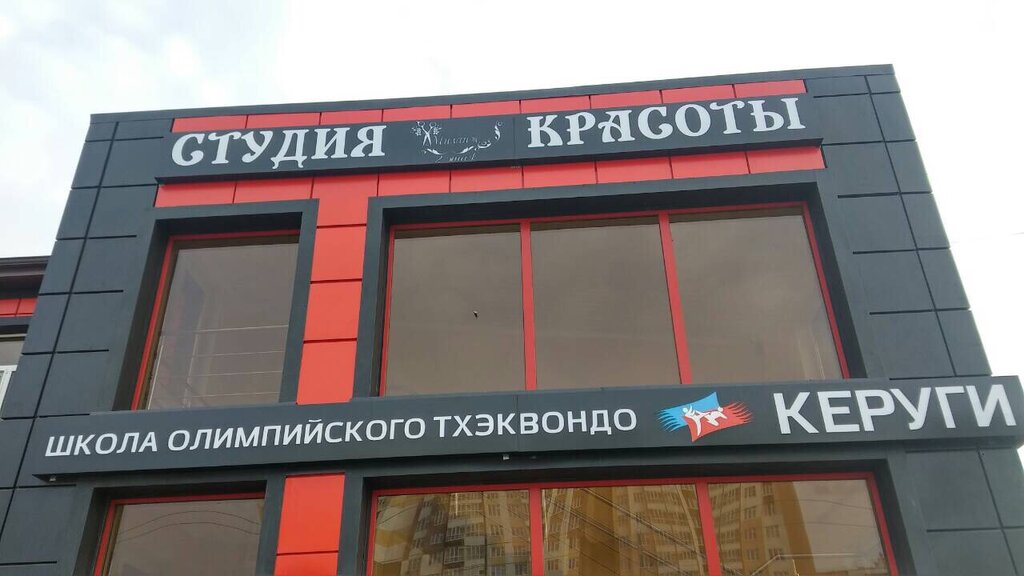 СТУДИЯ КРАСОТЫ
ШКОЛА ОЛИМПИЙСКОГО ТХЭКВОНДО КЕРУГИ